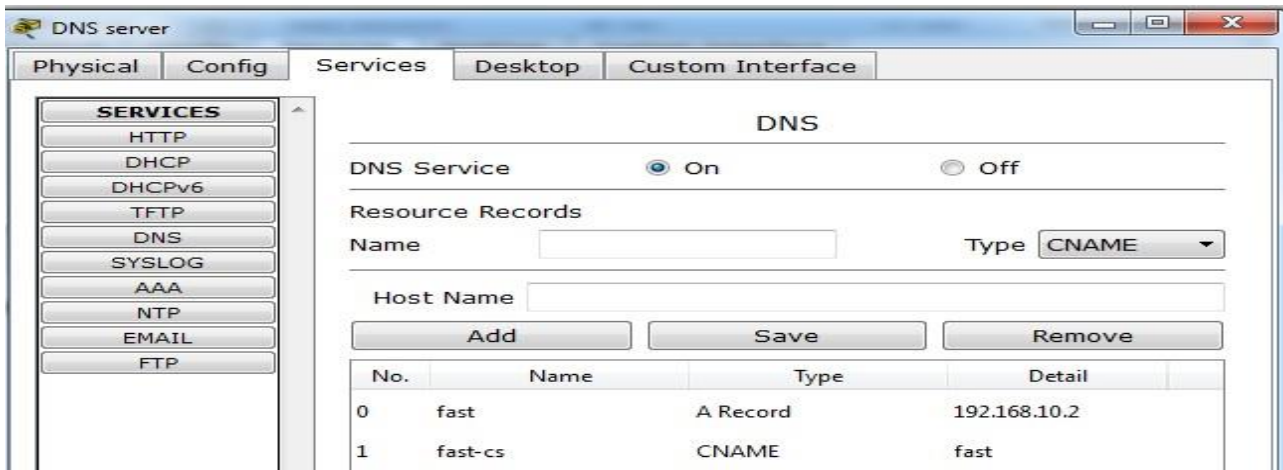 DNS server
Physical Config Services Desktop Custom Interface
SERVICES
HTTP
DHCP
DHCPv6
TFTP
DNS
SYSLOG
AAA
NTP
EMAIL
FTP
DNS
DNS Service On Off
Resource Records
Name Type CNAME
Host Name
Add Save Remove
No. Name Type Detail
0 fast A Record 192.168.10.2
1 fast-cs CNAME fast